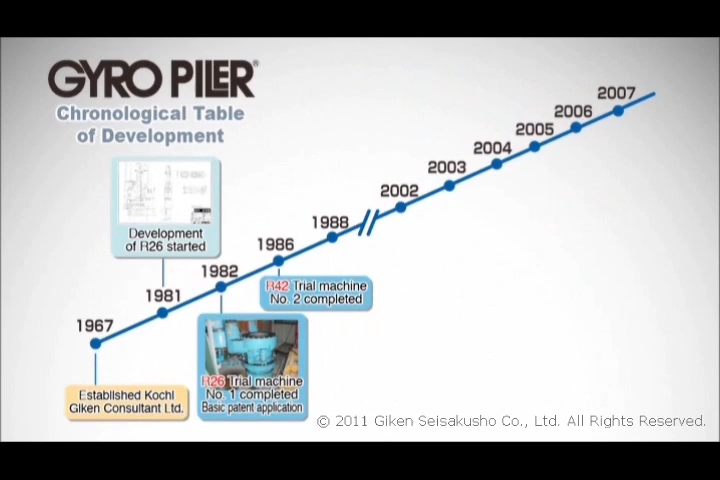 GYRO PILER®
Chronological Table
of Development
2007
2006
2005
2004
2003
2002
1988
1986
1982
1981
1967
Development
of R26 started
R42 Trial machine
No. 2 completed
R26 Trial machine
No. 1 completed
Basic patent application
Established Kochi
Giken Consultant Ltd.
© 2011 Giken Seisakusho Co., Ltd. All Rights Reserved.